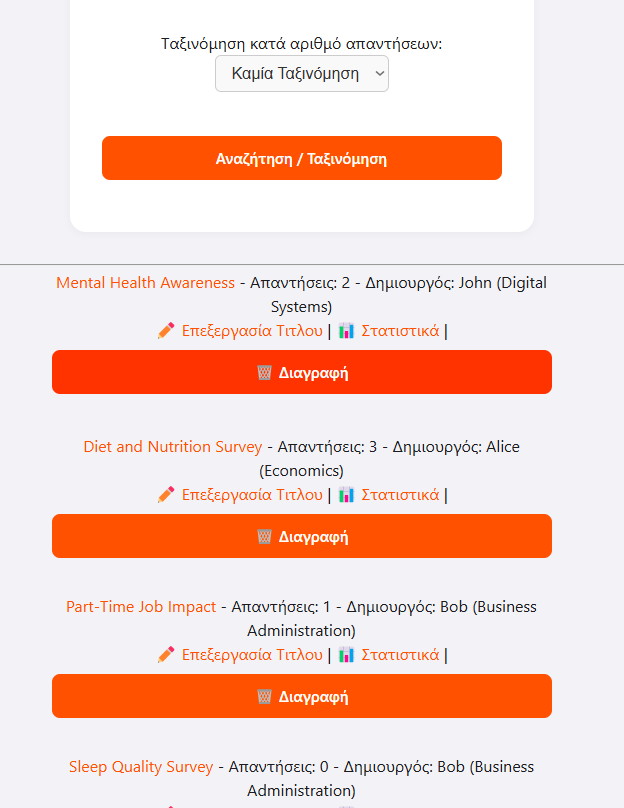 Ταξινόμηση κατά αριθμό απαντήσεων:
Καμία Ταξινόμηση
Αναζήτηση / Ταξινόμηση
Mental Health Awareness - Απαντήσεις: 2 - Δημιουργός: John (Digital
Systems)
✏️ Επεξεργασία Τιτλου | 📊 Στατιστικά |
🗑️ Διαγραφή
Diet and Nutrition Survey - Απαντήσεις: 3 - Δημιουργός: Alice
(Economics)
✏️ Επεξεργασία Τιτλου | 📊 Στατιστικά |
🗑️ Διαγραφή
Part-Time Job Impact - Απαντήσεις: 1 - Δημιουργός: Bob (Business
Administration)
✏️ Επεξεργασία Τιτλου | 📊 Στατιστικά |
🗑️ Διαγραφή
Sleep Quality Survey - Απαντήσεις: 0 - Δημιουργός: Bob (Business
Administration)